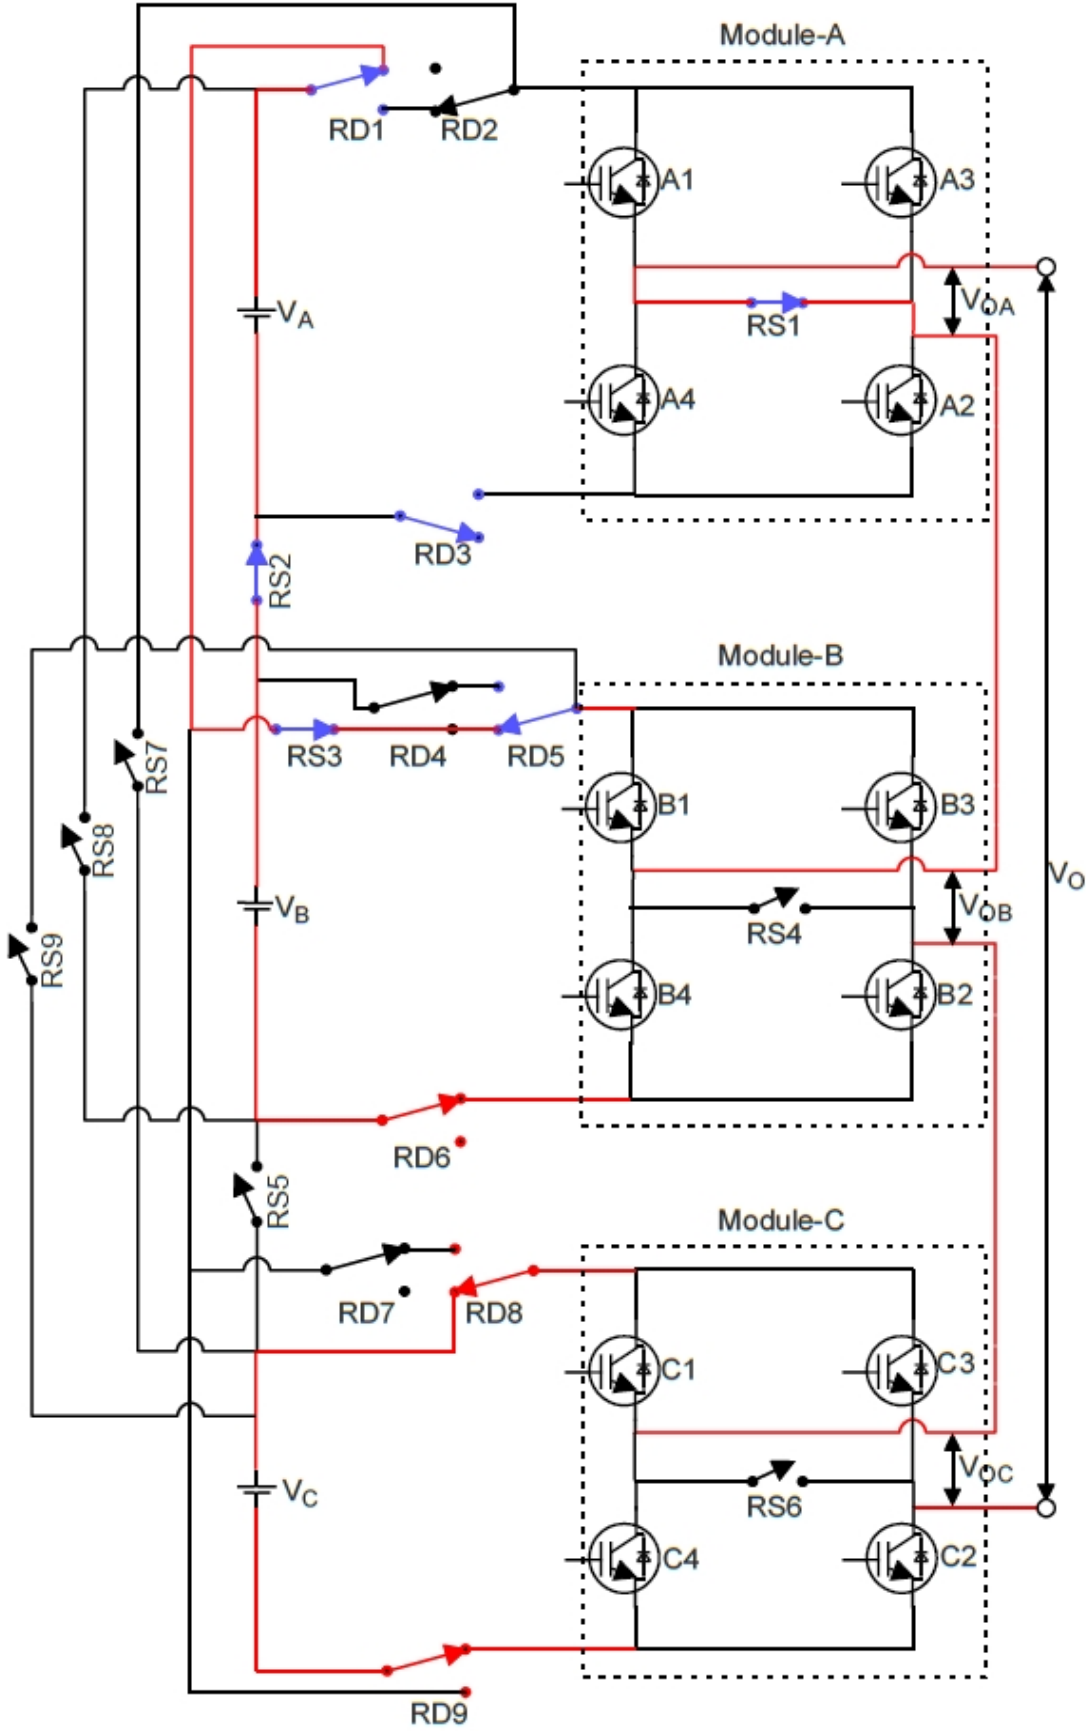 Module-A
RD1
RD2
A1
A3
VA
VOA
RS1
A4
A2
RD3
RS2
Module-B
RS3
RD4
RD5
RS7
RS8
B1
B3
VO
VB
VOB
RS4
RS9
B4
B2
RD6
RS5
Module-C
RD7
RD8
C1
C3
VOC
VC
RS6
C4
C2
RD9